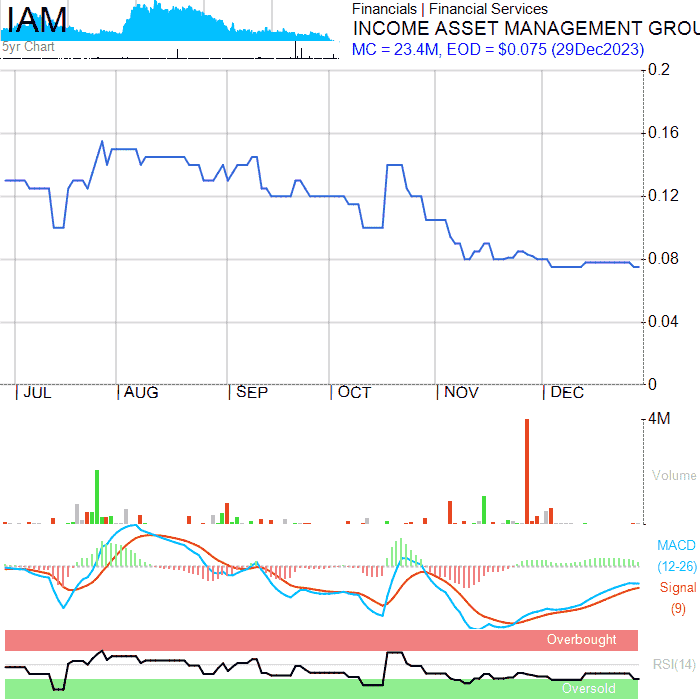 IAM
5yr Chart
Financials | Financial Services
INCOME ASSET MANAGEMENT GROU
MC = 23.4M, EOD = $0.075 (29Dec2023)
0.2
0.16
0.12
0.08
0.04
0
JUL AUG SEP OCT NOV DEC
4M
Volume
MACD
(12-26)
Signal
(9)
Overbought
RSI(14)
Oversold